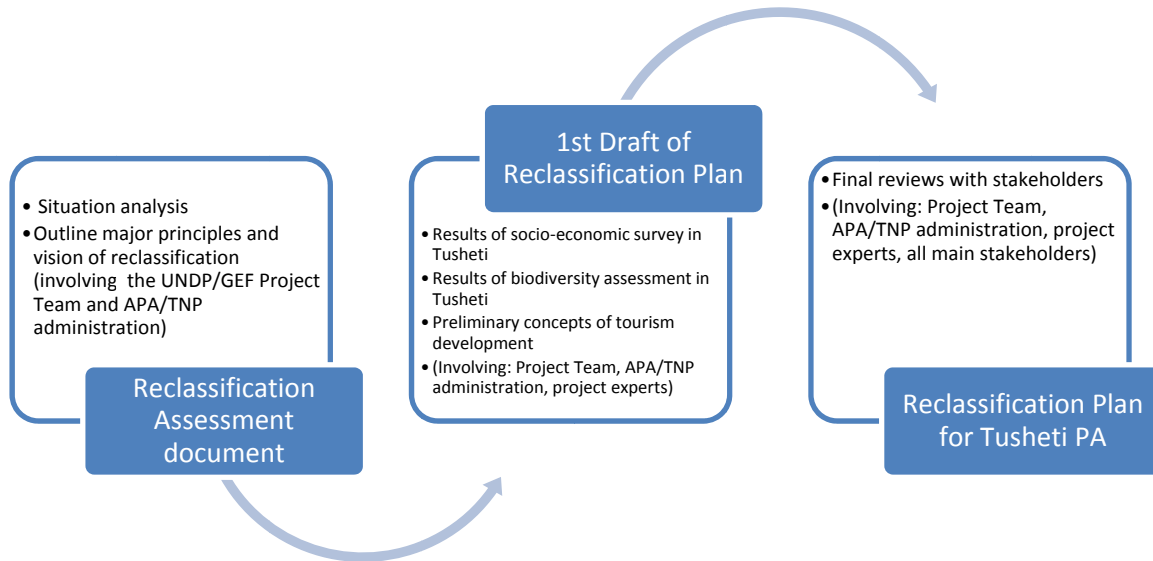 • Situation analysis
•Outline major principles and
vision of reclassification
(involving the UNDP/GEF Project
Team and APA/TNP
administration)
Reclassification
Assessment
document
1st Draft of
Reclassification Plan
•Results of socio-economic survey in
Tusheti
•Results of biodiversity assessment in
Tusheti
•Preliminary concepts of tourism
development
•(Involving: Project Team, APA/TNP
administration, project experts)
•Final reviews with stakeholders
•(Involving: Project Team,
APA/TNP administration, project
experts, all main stakeholders)
Reclassification Plan
for Tusheti PA